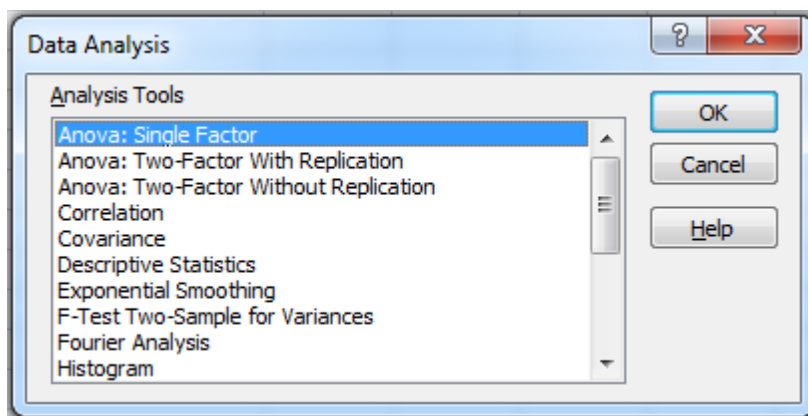 Data Analysis
?
Analysis Tools
Anova: Single Factor
Anova: Two-Factor With Replication
Anova: Two-Factor Without Replication
Correlation
Covariance
Descriptive Statistics
Exponential Smoothing
F-Test Two-Sample for Variances
Fourier Analysis
Histogram
OK
Cancel
Help